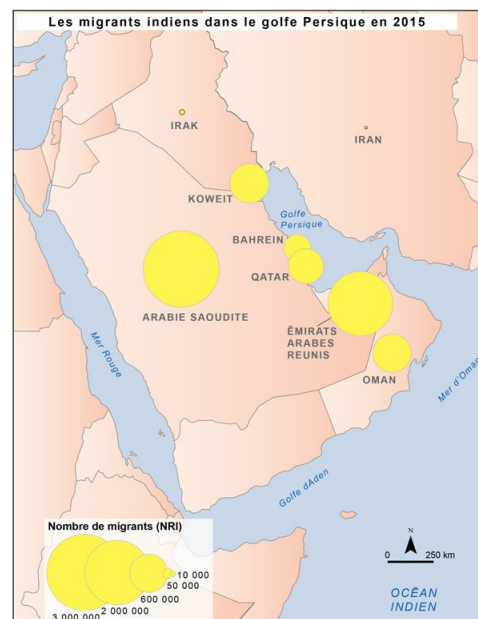 Les migrants indiens dans le golfe Persique en 2015
IRAK
IRAN
KOWEIT
Golfe
Persique
BAHREIN
QATAR
ARABIE SAOUDITE
ÉMIRATS
ARABES
REUNIS
OMAN
Mer Rouge
Mer d'Oman
Golfe dAden
Nombre de migrants (NRI)
10 000
50 000
600 000
2 000 000
3 000 000
N
0 250 km
OCÉAN
INDIEN